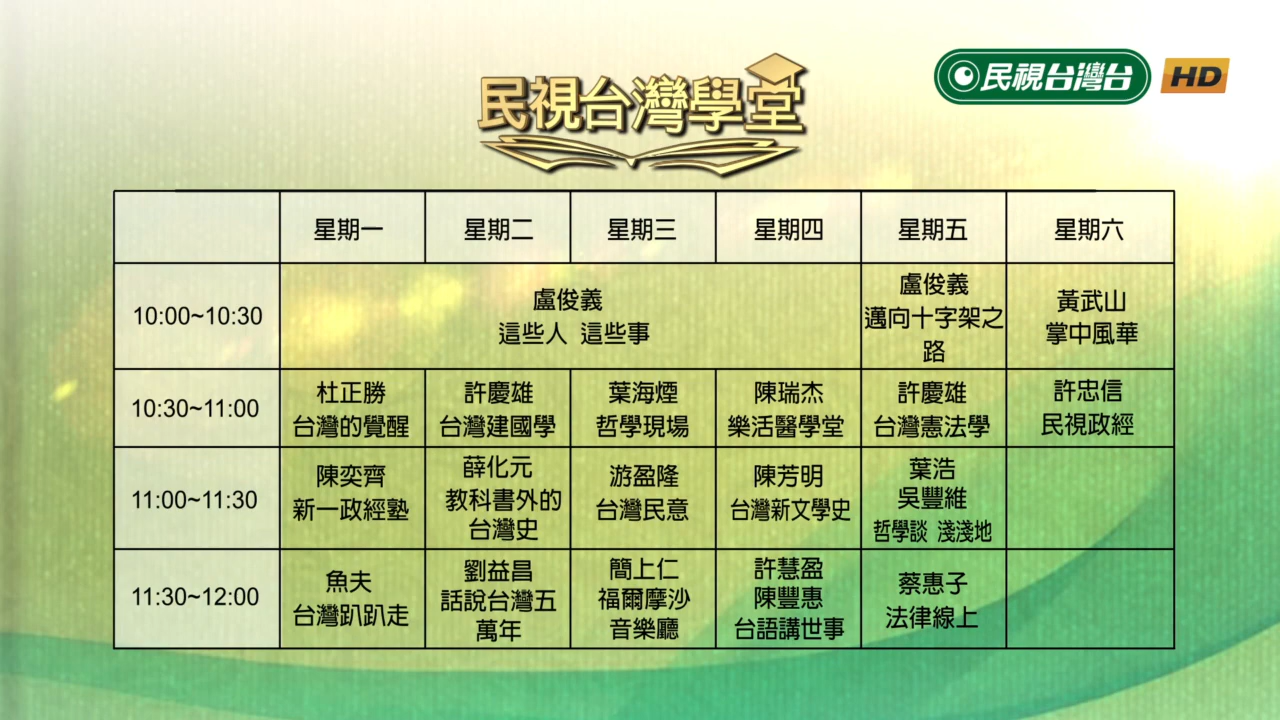 民視台灣學堂
民視台灣台 HD
星期一 星期二 星期三 星期四 星期五 星期六
10:00~10:30
盧俊義
這些人 這些事
盧俊義
邁向十字架之
路
黃武山
掌中風華
10:30~11:00
杜正勝
台灣的覺醒
許慶雄
台灣建國學
葉海煙
哲學現場
陳瑞杰
樂活醫學堂
許慶雄
台灣憲法學
許忠信
民視政經
11:00~11:30
陳奕齊
新一政經塾
薛化元
教科書外的
台灣史
游盈隆
台灣民意
陳芳明
台灣新文學史
葉浩
吳豐維
哲學談 淺淺地
11:30~12:00
魚夫
台灣趴趴走
劉益昌
話說台灣五
萬年
簡上仁
福爾摩沙
音樂廳
許慧盈
陳豐惠
台語講世事
蔡惠子
法律線上